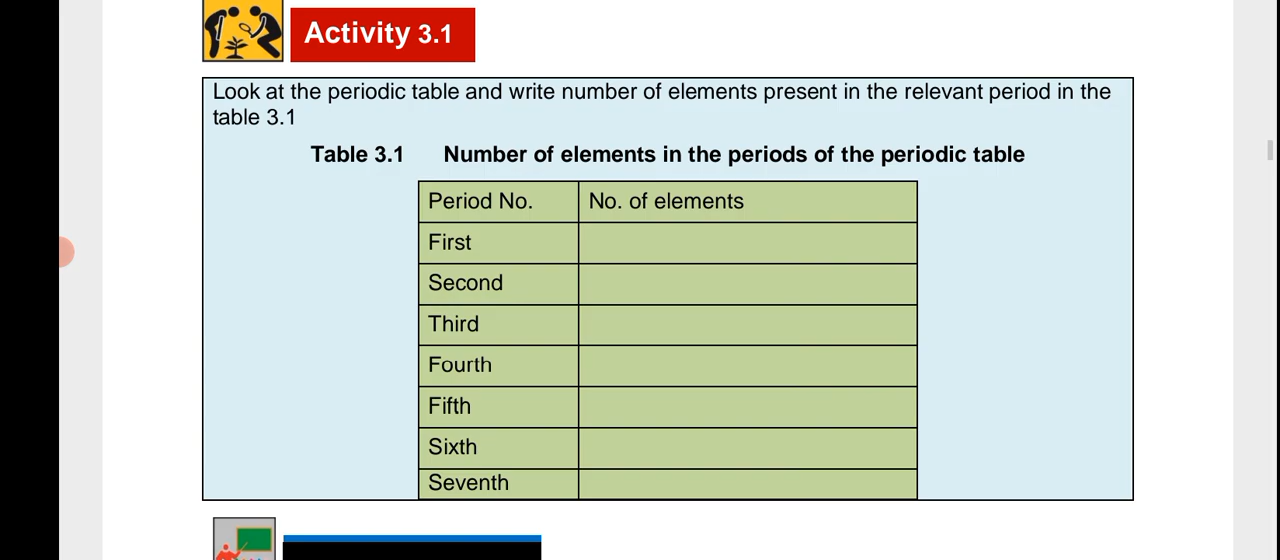 Activity 3.1
Look at the periodic table and write number of elements present in the relevant period in the
table 3.1
Table 3.1 Number of elements in the periods of the periodic table
Period No. No. of elements
First
Second
Third
Fourth
Fifth
Sixth
Seventh